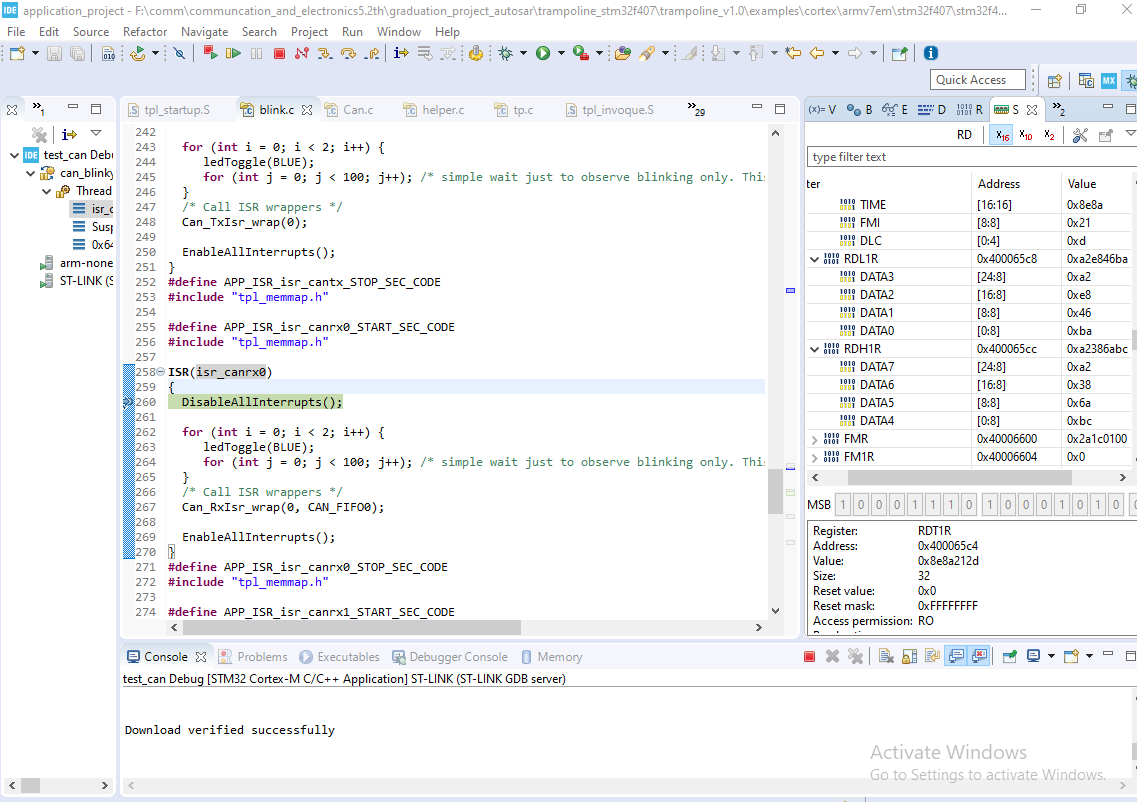 IDE application_project - F:\comm\communcation_and_electronics5.2th\graduation_project_autosar\trampoline_stm32f407\trampoline_v1.0\examples\cortex\armv7em\stm32f407\stm32f4...
File Edit Source Refactor Navigate Search Project Run Window Help
Quick Access
MX
»1
tpl_startup.S blink.c Can.c helper.c tp.c tpl_invoque.S »29
(x)= V B E D R S »2
RD X16 X10 X2
IDE test_can Debu
can_blinky
Thread
isr_c
Susp
0x64
arm-none
ST-LINK (S
242
243 for (int i = 0; i < 2; i++) {
244 ledToggle(BLUE);
245 for (int j = 0; j < 100; j++); /* simple wait just to observe blinking only. Thi
246 }
247 /* Call ISR wrappers */
248 Can_TxIsr_wrap(0);
249
250 EnableAllInterrupts();
251 }
252 #define APP_ISR_isr_cantx_STOP_SEC_CODE
253 #include "tpl_memmap.h"
254
255 #define APP_ISR_isr_canrx0_START_SEC_CODE
256 #include "tpl_memmap.h"
257
258 ISR(isr_canrx0)
259 {
260 DisableAllInterrupts();
261
262 for (int i = 0; i < 2; i++) {
263 ledToggle(BLUE);
264 for (int j = 0; j < 100; j++); /* simple wait just to observe blinking only. Thi
265 }
266 /* Call ISR wrappers */
267 Can_RxIsr_wrap(0, CAN_FIFO0);
268
269 EnableAllInterrupts();
270 }
271 #define APP_ISR_isr_canrx0_STOP_SEC_CODE
272 #include "tpl_memmap.h"
273
274 #define APP_ISR_isr_canrx1_START_SEC_CODE
type filter text
ter Address Value
TIME [16:16] 0x8e8a
FMI [8:8] 0x21
DLC [0:4] 0xd
RDL1R 0x400065c8 0xa2e846ba
DATA3 [24:8] 0xa2
DATA2 [16:8] 0xe8
DATA1 [8:8] 0x46
DATA0 [0:8] 0xba
RDH1R 0x400065cc 0xa2386abc
DATA7 [24:8] 0xa2
DATA6 [16:8] 0x38
DATA5 [8:8] 0x6a
DATA4 [0:8] 0xbc
FMR 0x40006600 0x2a1c0100
FM1R 0x40006604 0x0
MSB 1 0 0 0 1 1 1 0 1 0 0 0 1 0 1 0
Register: RDT1R
Address: 0x400065c4
Value: 0x8e8a212d
Size: 32
Reset value: 0x0
Reset mask: 0xFFFFFFFF
Access permission: RO
Console Problems Executables Debugger Console Memory
test_can Debug [STM32 Cortex-M C/C++ Application] ST-LINK (ST-LINK GDB server)
Download verified successfully
Activate Windows
Go to Settings to activate Windows.